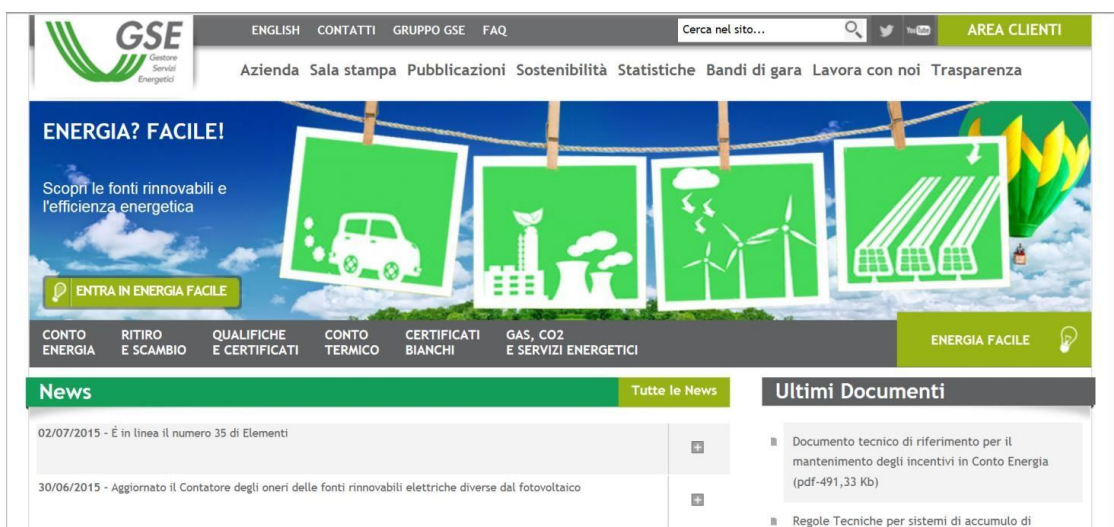 GSE
Gestore
Servizi
Energetici
ENGLISH CONTATTI GRUPPO GSE FAQ
Cerca nel sito...
You Tube
AREA CLIENTI
Azienda Sala stampa Pubblicazioni Sostenibilità Statistiche Bandi di gara Lavora con noi Trasparenza
ENERGIA? FACILE!
Scopri le fonti rinnovabili e
l'efficienza energetica
ENTRA IN ENERGIA FACILE
CONTO
ENERGIA
RITIRO
E SCAMBIO
QUALIFICHE
E CERTIFICATI
CONTO
TERMICO
CERTIFICATI
BIANCHI
GAS, CO2
E SERVIZI ENERGETICI
ENERGIA FACILE
News
Tutte le News
02/07/2015 - É in linea il numero 35 di Elementi
30/06/2015 - Aggiornato il Contatore degli oneri delle fonti rinnovabili elettriche diverse dal fotovoltaico
Ultimi Documenti
Documento tecnico di riferimento per il
mantenimento degli incentivi in Conto Energia
(pdf-491,33 Kb)
Regole Tecniche per sistemi di accumulo di